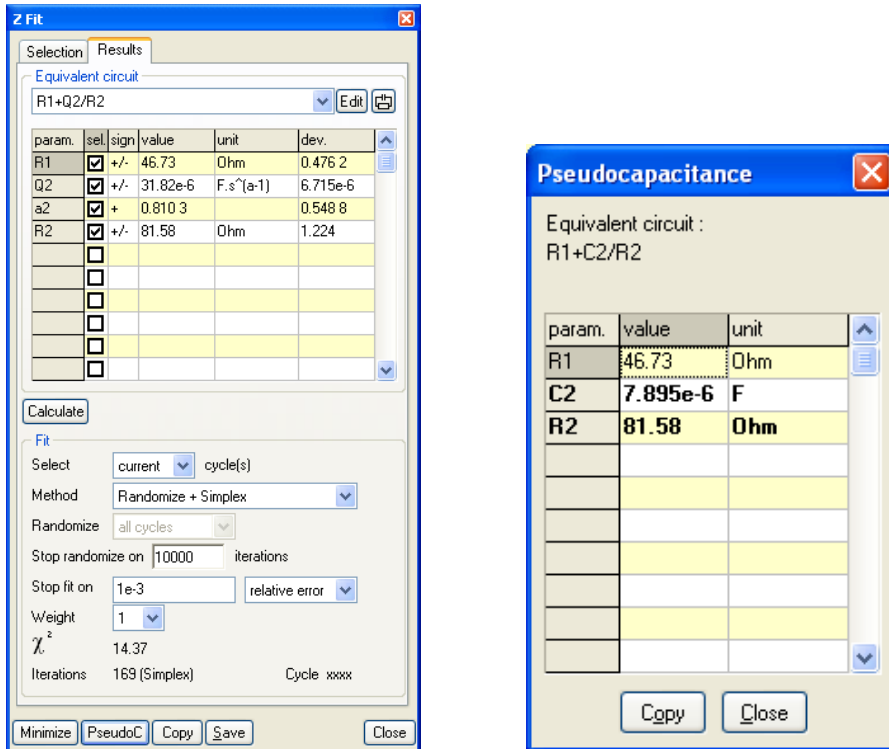 Z Fit
Selection Results
Equivalent circuit
R1+Q2/R2 Edit
param. sel. sign value unit dev.
R1 +/- 46.73 Ohm 0.476 2
Q2 +/- 31.82e-6 F.s^(a-1) 6.715e-6
a2 + 0.810 3 0.548 8
R2 +/- 81.58 Ohm 1.224
Calculate
Fit
Select current cycle(s)
Method Randomize + Simplex
Randomize all cycles
Stop randomize on 10000 iterations
Stop fit on 1e-3 relative error
Weight 1
χ² 14.37
Iterations 169 (Simplex) Cycle xxxx
Minimize PseudoC Copy Save Close
Pseudocapacitance
Equivalent circuit :
R1+C2/R2
param. value unit
R1 46.73 Ohm
C2 7.895e-6 F
R2 81.58 Ohm
Copy Close